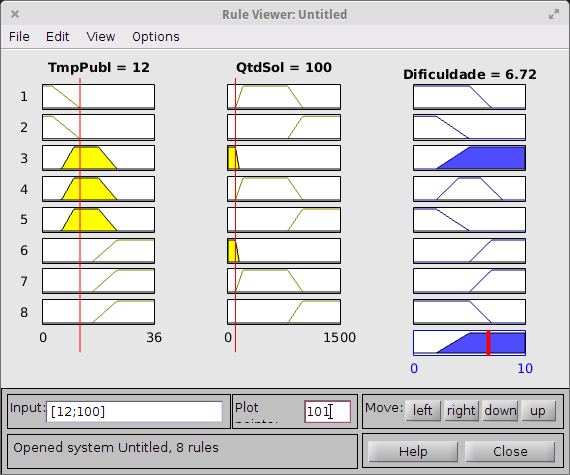 Rule Viewer: Untitled
File Edit View Options
TmpPubl = 12 QtdSol = 100 Dificuldade = 6.72
1
2
3
4
5
6
7
8
0 36 0 1500
0 10
Input: [12;100] Plot 101 Move: left right down up
Opened system Untitled, 8 rules Help Close